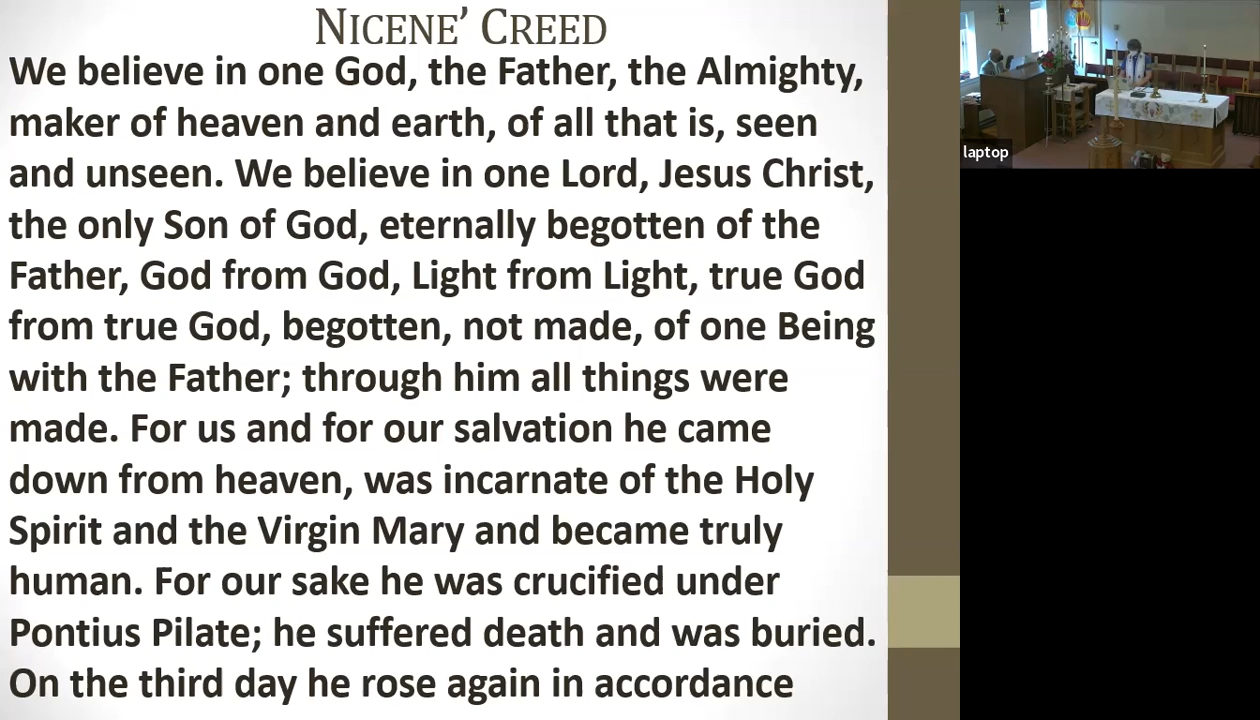 NICENE’ CREED
We believe in one God, the Father, the Almighty,
maker of heaven and earth, of all that is, seen
and unseen. We believe in one Lord, Jesus Christ,
the only Son of God, eternally begotten of the
Father, God from God, Light from Light, true God
from true God, begotten, not made, of one Being
with the Father; through him all things were
made. For us and for our salvation he came
down from heaven, was incarnate of the Holy
Spirit and the Virgin Mary and became truly
human. For our sake he was crucified under
Pontius Pilate; he suffered death and was buried.
On the third day he rose again in accordance
laptop